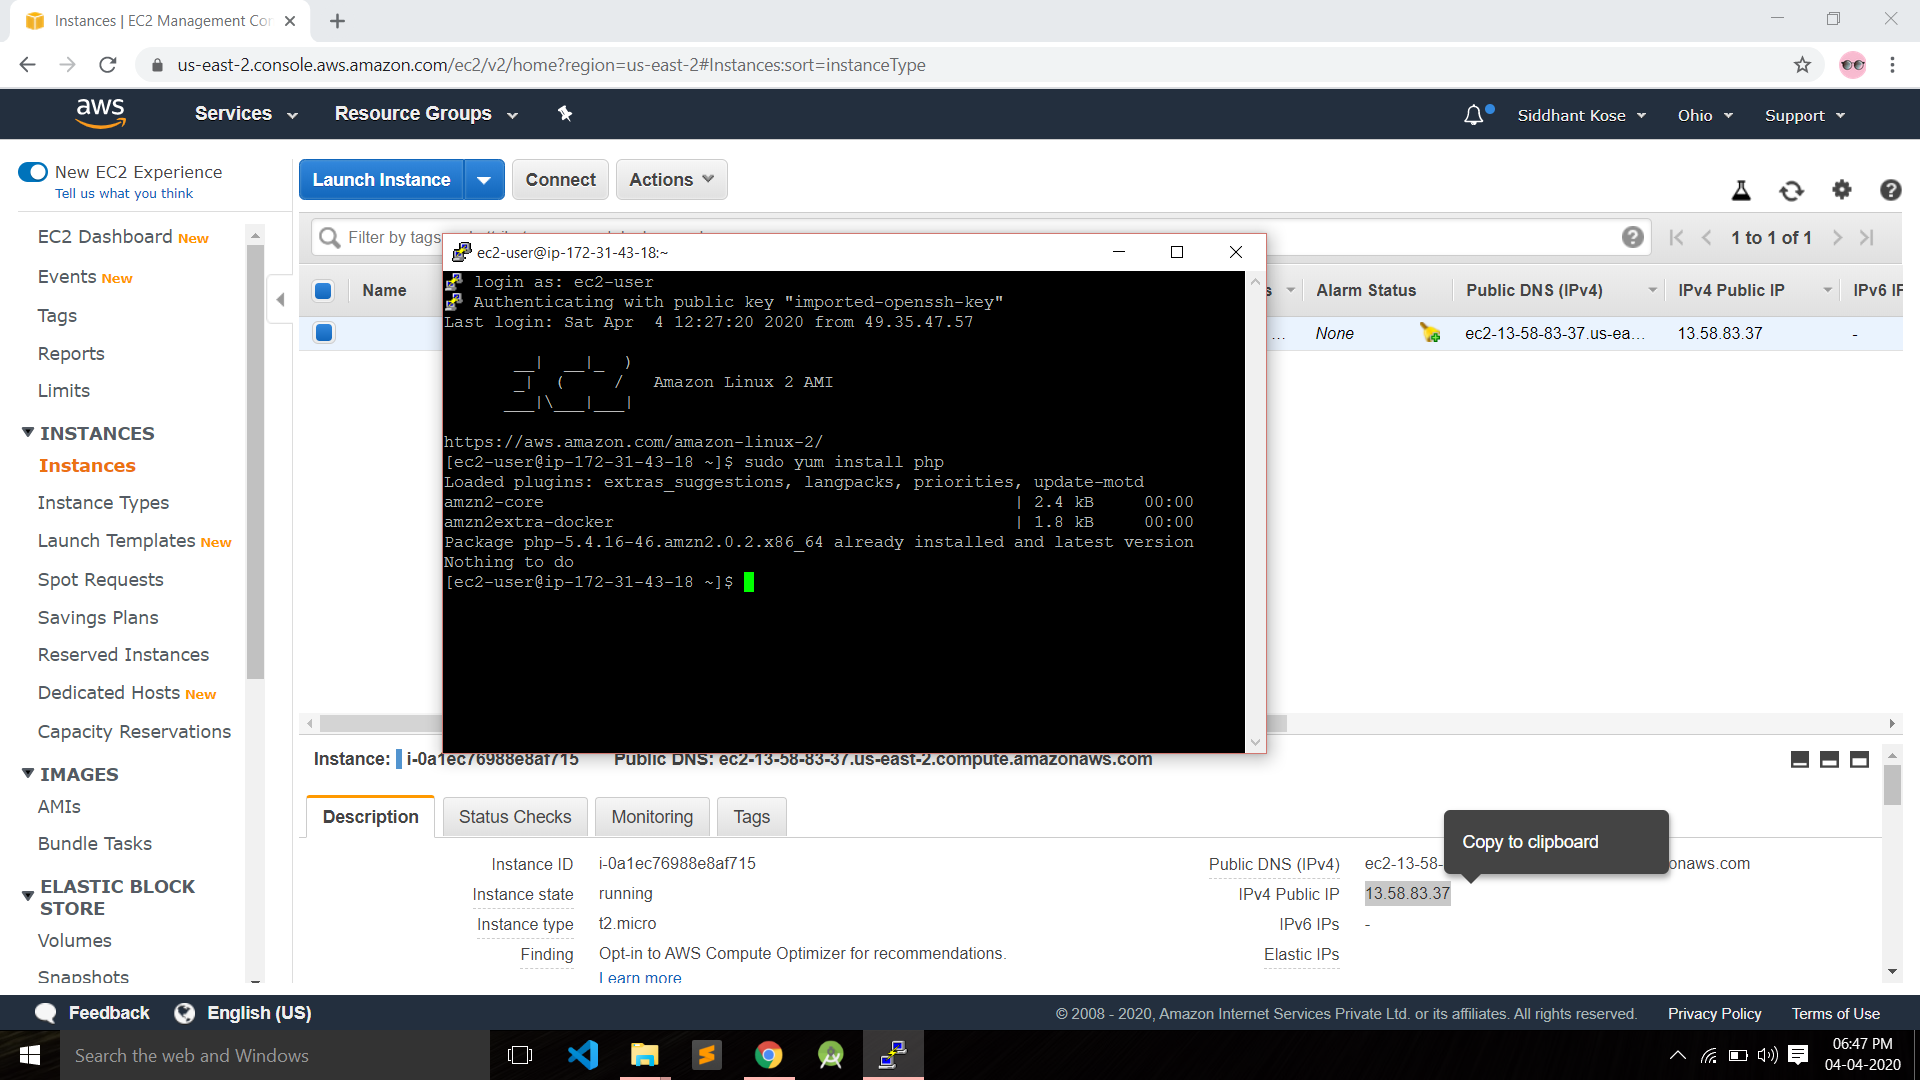 Instances | EC2 Management Con
us-east-2.console.aws.amazon.com/ec2/v2/home?region=us-east-2#Instances:sort=instanceType
aws
Services
Resource Groups
Siddhant Kose
Ohio
Support
New EC2 Experience
Tell us what you think
EC2 Dashboard New
Events New
Tags
Reports
Limits
INSTANCES
Instances
Instance Types
Launch Templates New
Spot Requests
Savings Plans
Reserved Instances
Dedicated Hosts New
Capacity Reservations
IMAGES
AMIs
Bundle Tasks
ELASTIC BLOCK
STORE
Volumes
Snapshots
Launch Instance
Connect
Actions
Filter by tags
1 to 1 of 1
Name
Alarm Status
Public DNS (IPv4)
IPv4 Public IP
IPv6 IP
...
None
ec2-13-58-83-37.us-ea...
13.58.83.37
-
ec2-user@ip-172-31-43-18:~
login as: ec2-user
Authenticating with public key "imported-openssh-key"
Last login: Sat Apr  4 12:27:20 2020 from 49.35.47.57
       __|  __|_  )
       _|  (     /   Amazon Linux 2 AMI
      ___|\___|___|
https://aws.amazon.com/amazon-linux-2/
[ec2-user@ip-172-31-43-18 ~]$ sudo yum install php
Loaded plugins: extras_suggestions, langpacks, priorities, update-motd
amzn2-core                                               | 2.4 kB     00:00
amzn2extra-docker                                        | 1.8 kB     00:00
Package php-5.4.16-46.amzn2.0.2.x86_64 already installed and latest version
Nothing to do
[ec2-user@ip-172-31-43-18 ~]$
Instance: i-0a1ec76988e8af715
Public DNS: ec2-13-58-83-37.us-east-2.compute.amazonaws.com
Description
Status Checks
Monitoring
Tags
Copy to clipboard
Instance ID i-0a1ec76988e8af715
Instance state running
Instance type t2.micro
Finding Opt-in to AWS Compute Optimizer for recommendations.
Learn more
Public DNS (IPv4) ec2-13-58- onaws.com
IPv4 Public IP 13.58.83.37
IPv6 IPs -
Elastic IPs
Feedback
English (US)
© 2008 - 2020, Amazon Internet Services Private Ltd. or its affiliates. All rights reserved.
Privacy Policy
Terms of Use
Search the web and Windows
06:47 PM
04-04-2020